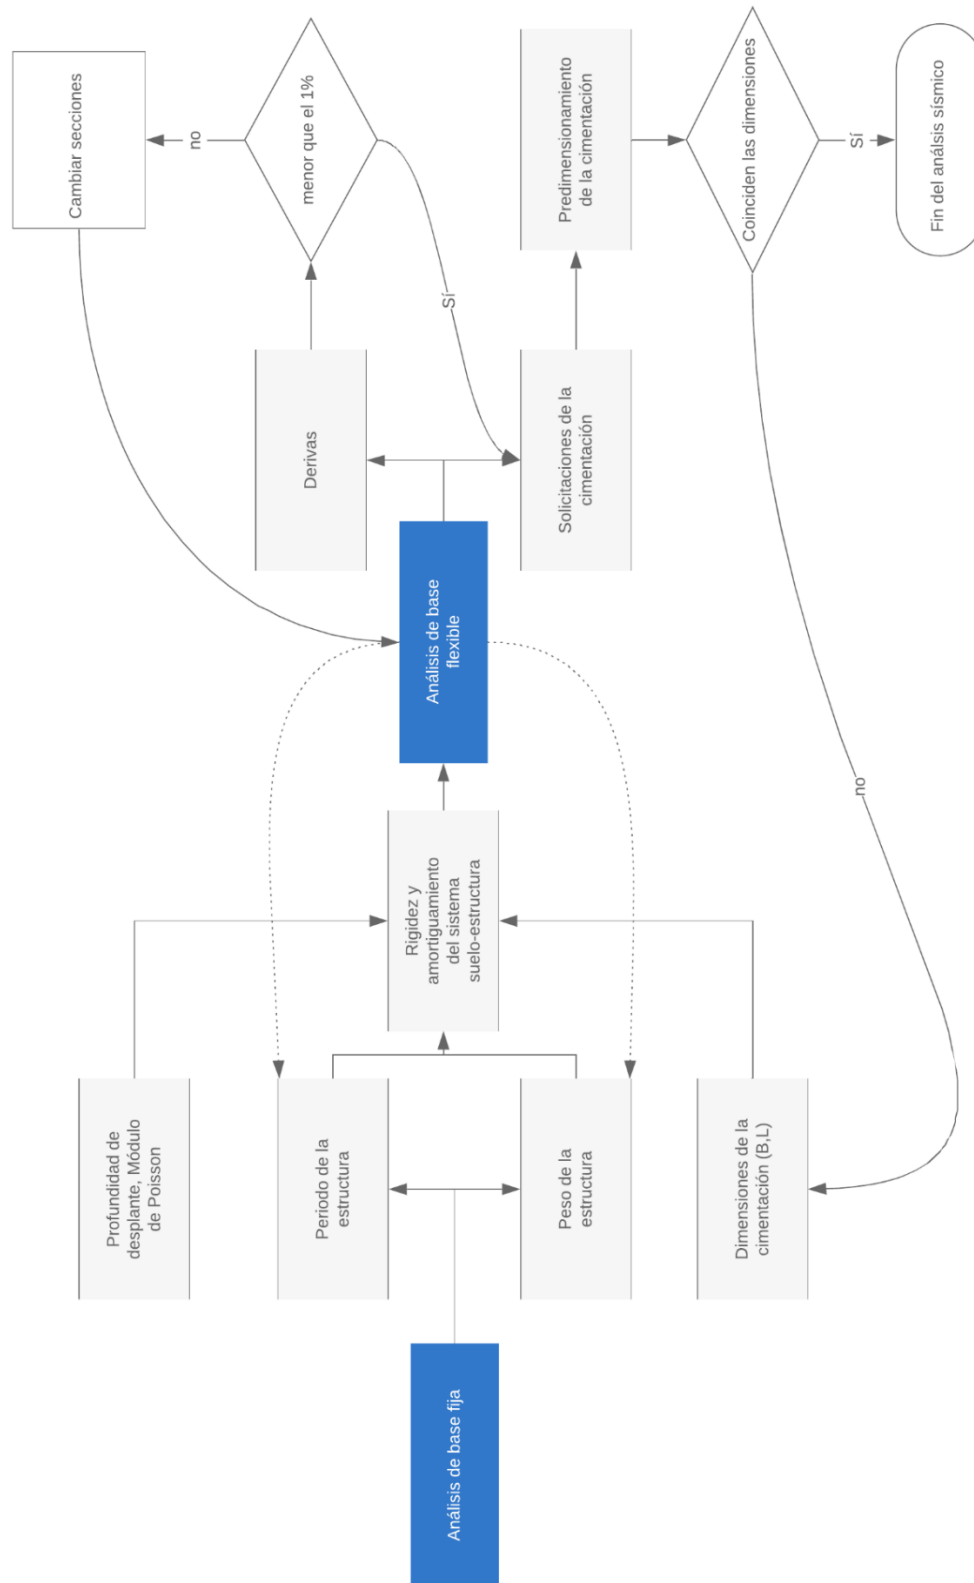 Análisis de base fija
Profundidad de
desplante, Módulo
de Poisson
Periodo de la
estructura
Peso de la
estructura
Dimensiones de la
cimentación (B,L)
Rigidez y
amortiguamiento
del sistema
suelo-estructura
Análisis de base
flexible
Derivas
Solicitaciones de la
cimentación
Sí
menor que el 1%
no
Cambiar secciones
Predimensionamiento
de la cimentación
Coinciden las dimensiones
no
Sí
Fin del análsis sísmico